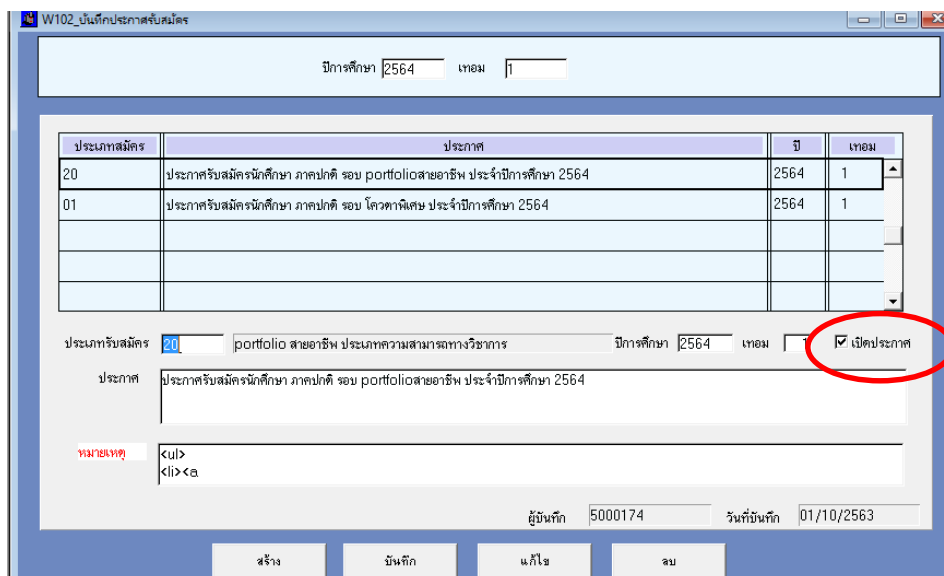 W102_บันทึกประกาศรับสมัคร
ปีการศึกษา 2564 เทอม 1
ประเภทสมัคร ประกาศ ปี เทอม
20 ประกาศรับสมัครนักศึกษา ภาคปกติ รอบ portfolioสายอาชีพ ประจำปีการศึกษา 2564 2564 1
01 ประกาศรับสมัครนักศึกษา ภาคปกติ รอบ โควตาพิเศษ ประจำปีการศึกษา 2564 2564 1
ประเภทรับสมัคร 20 portfolio สายอาชีพ ประเภทความสามารถทางวิชาการ ปีการศึกษา 2564 เทอม 1 เปิดประกาศ
ประกาศ ประกาศรับสมัครนักศึกษา ภาคปกติ รอบ portfolioสายอาชีพ ประจำปีการศึกษา 2564
หมายเหตุ <ul>
<li><a
ผู้บันทึก 5000174 วันที่บันทึก 01/10/2563
สร้าง บันทึก แก้ไข ลบ